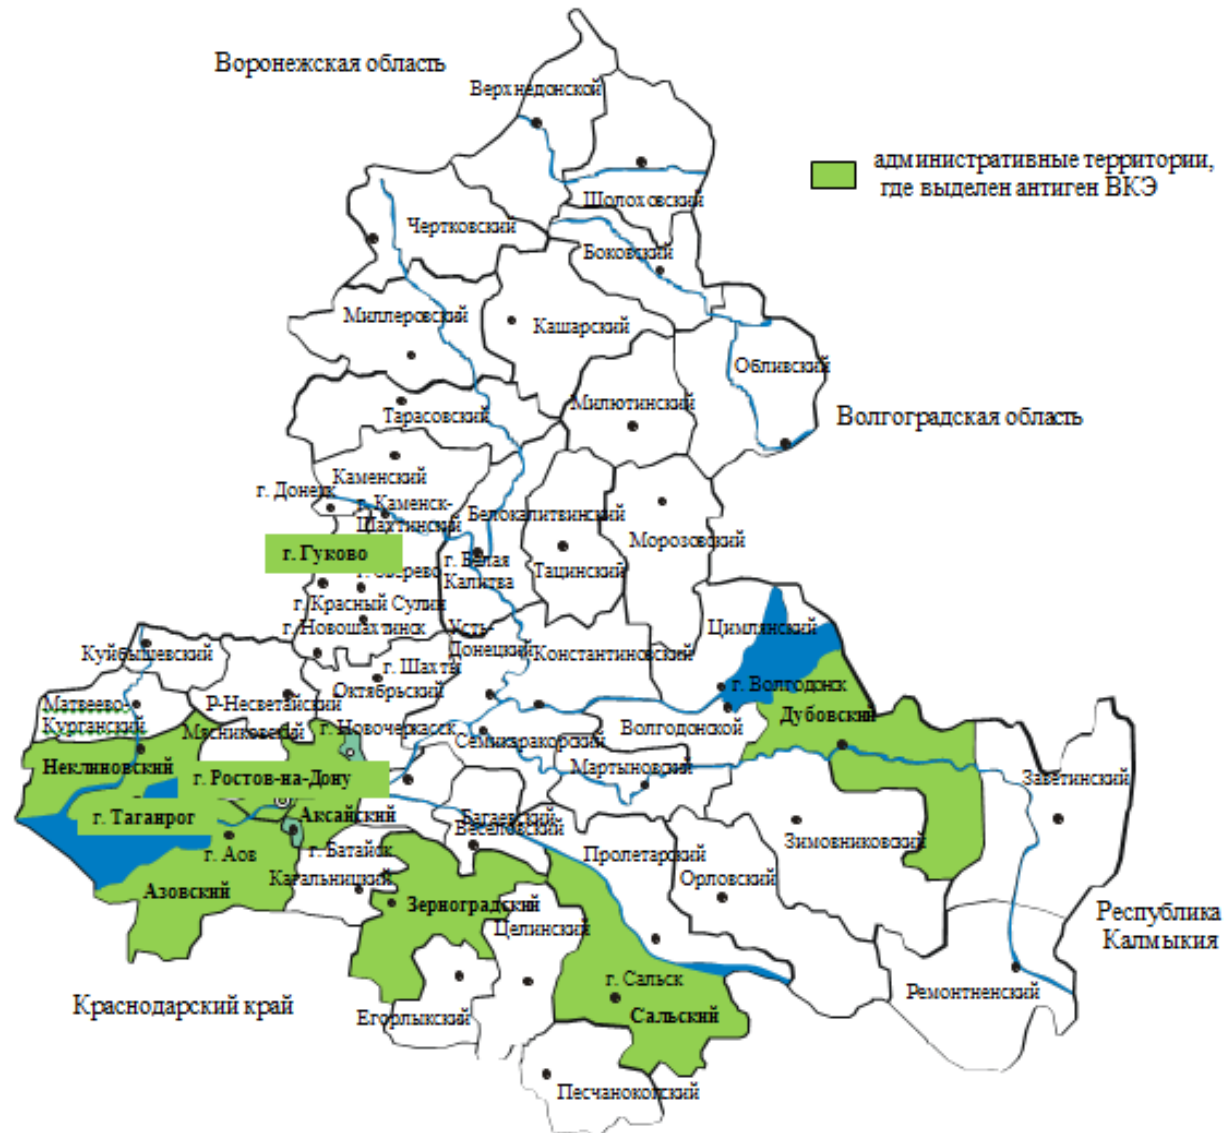 Воронежская область
Верхнедонской
административные территории,
где выделен антиген ВКЭ
Шолоховский
Чертковский
Боковский
Миллеровский
Кашарский
Обливский
Милютинский
Тарасовский
Волгоградская область
Каменский
г. Донецк
г. Каменск-
Шахтинский
Белокалитвинский
Морозовский
г. Гуково
г. Белая
Калитва
Тацинский
г. Красный Сулин
г. Новошахтинск
Усть-
Донецкий
Цимлянский
Куйбышевский
Константиновский
г. Шахты
Октябрьский
г. Волгодонск
Матвеево-
Курганский
Р-Несветайский
Мясниковский
г. Новочеркасск
Волгодонской
Дубовский
Семикаракорский
Неклиновский
г. Ростов-на-Дону
Мартыновский
Заветинский
г. Таганрог
Аксайский
Багаевский
Веселовский
Зимовниковский
г. Аов
г. Батайск
Пролетарский
Кагальницкий
Орловский
Азовский
Зерноградский
Целинский
Республика
Калмыкия
г. Сальск
Ремонтненский
Краснодарский край
Егорлыкский
Сальский
Песчанокопский